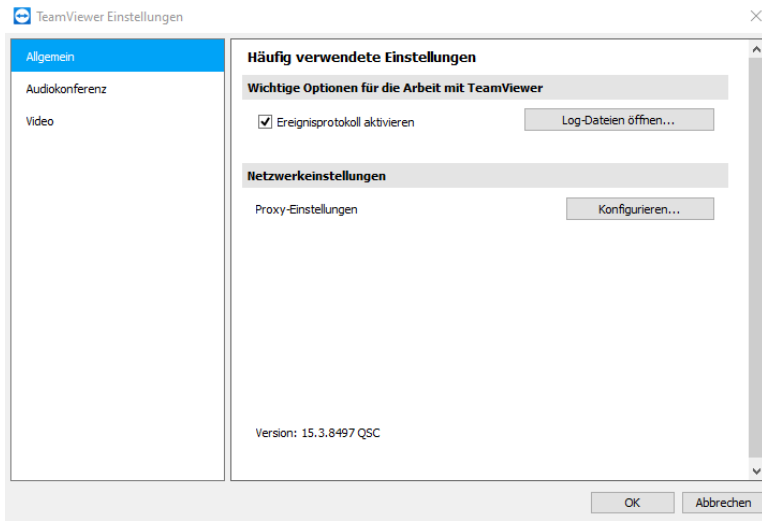 TeamViewer Einstellungen
Allgemein
Audiokonferenz
Video
Häufig verwendete Einstellungen
Wichtige Optionen für die Arbeit mit TeamViewer
Ereignisprotokoll aktivieren
Log-Dateien öffnen...
Netzwerkeinstellungen
Proxy-Einstellungen
Konfigurieren...
Version: 15.3.8497 QSC
OK
Abbrechen